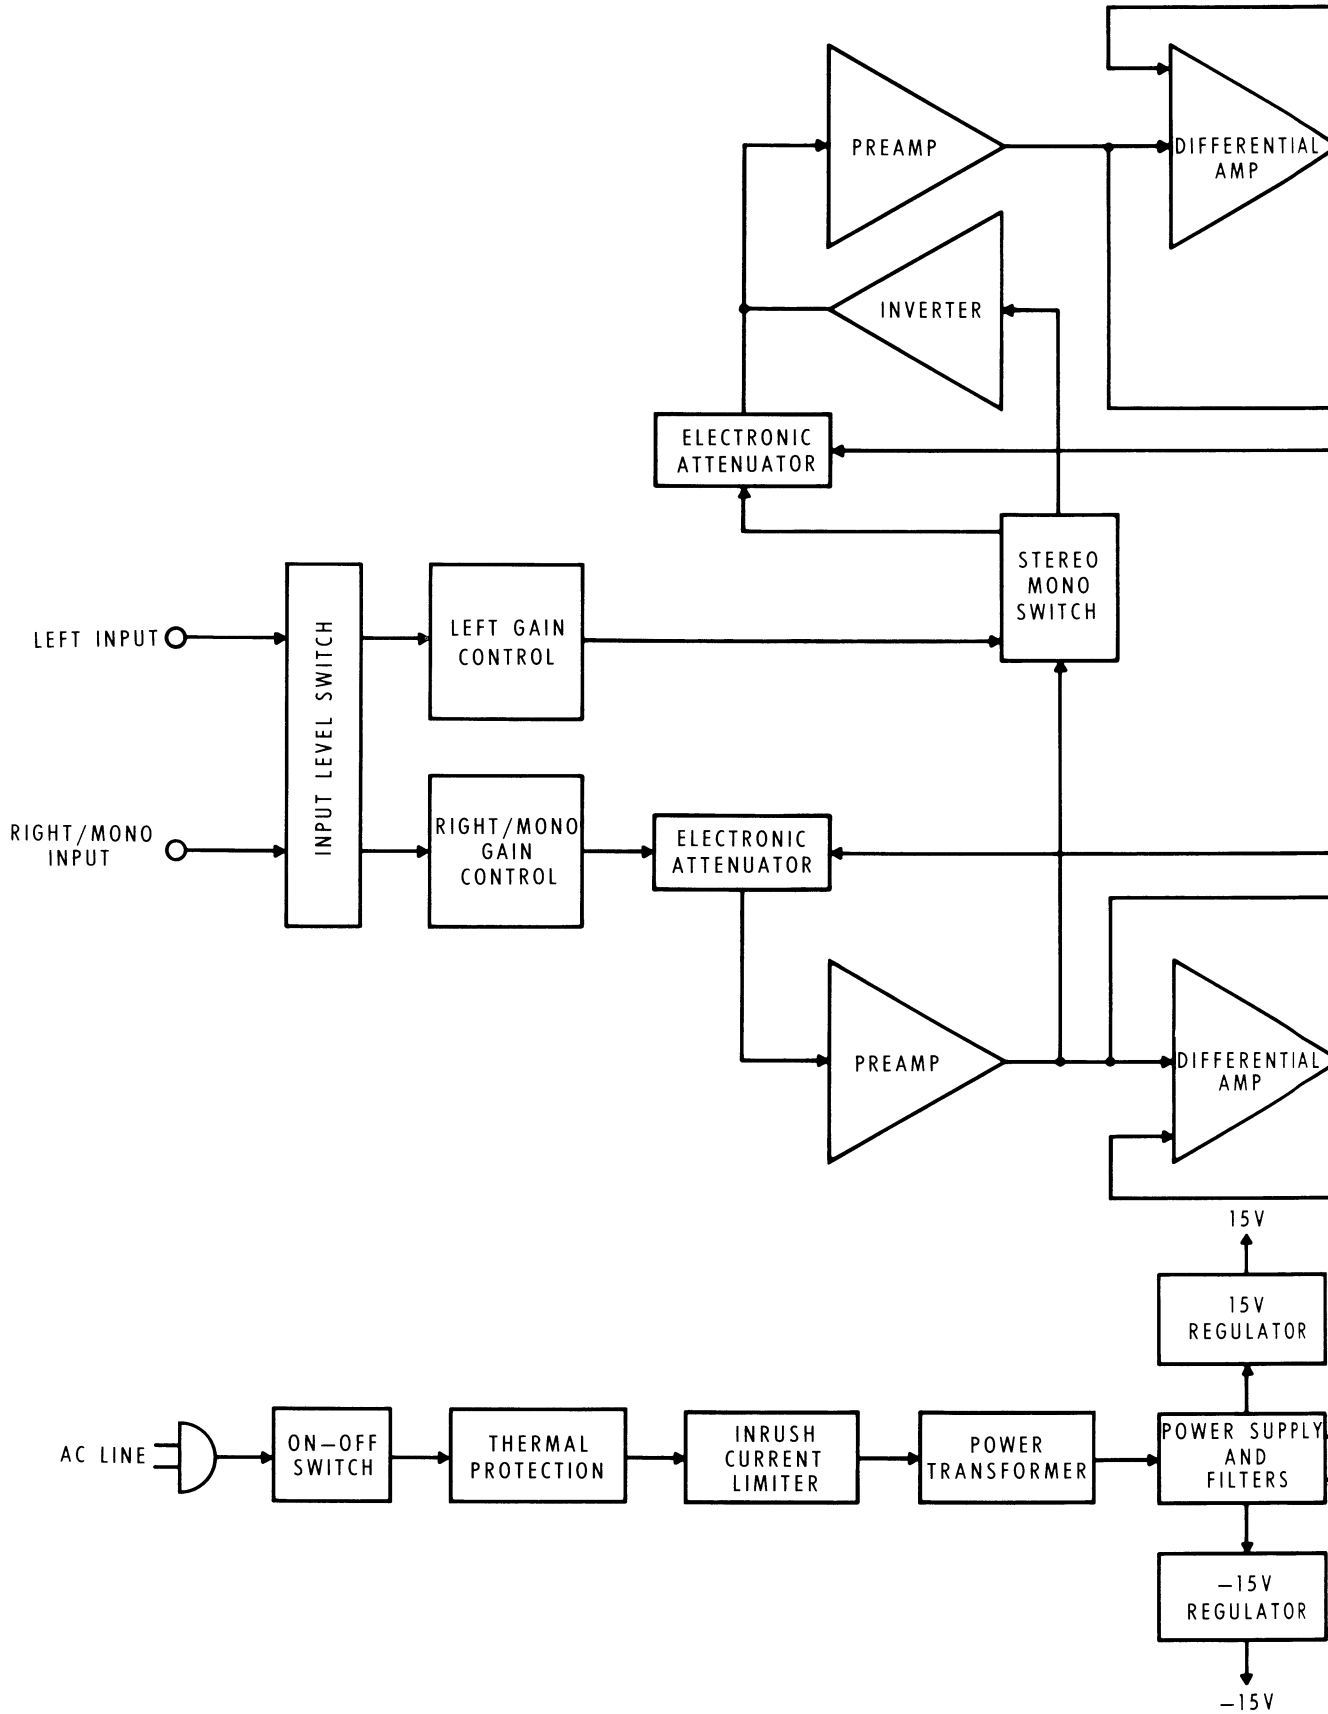 PREAMP
DIFFERENTIAL
AMP
INVERTER
ELECTRONIC
ATTENUATOR
STEREO
MONO
SWITCH
LEFT INPUT
INPUT LEVEL SWITCH
LEFT GAIN
CONTROL
RIGHT/MONO
INPUT
RIGHT/MONO
GAIN
CONTROL
ELECTRONIC
ATTENUATOR
PREAMP
DIFFERENTIAL
AMP
15V
15V
REGULATOR
AC LINE
ON–OFF
SWITCH
THERMAL
PROTECTION
INRUSH
CURRENT
LIMITER
POWER
TRANSFORMER
POWER SUPPLY
AND
FILTERS
–15V
REGULATOR
–15V